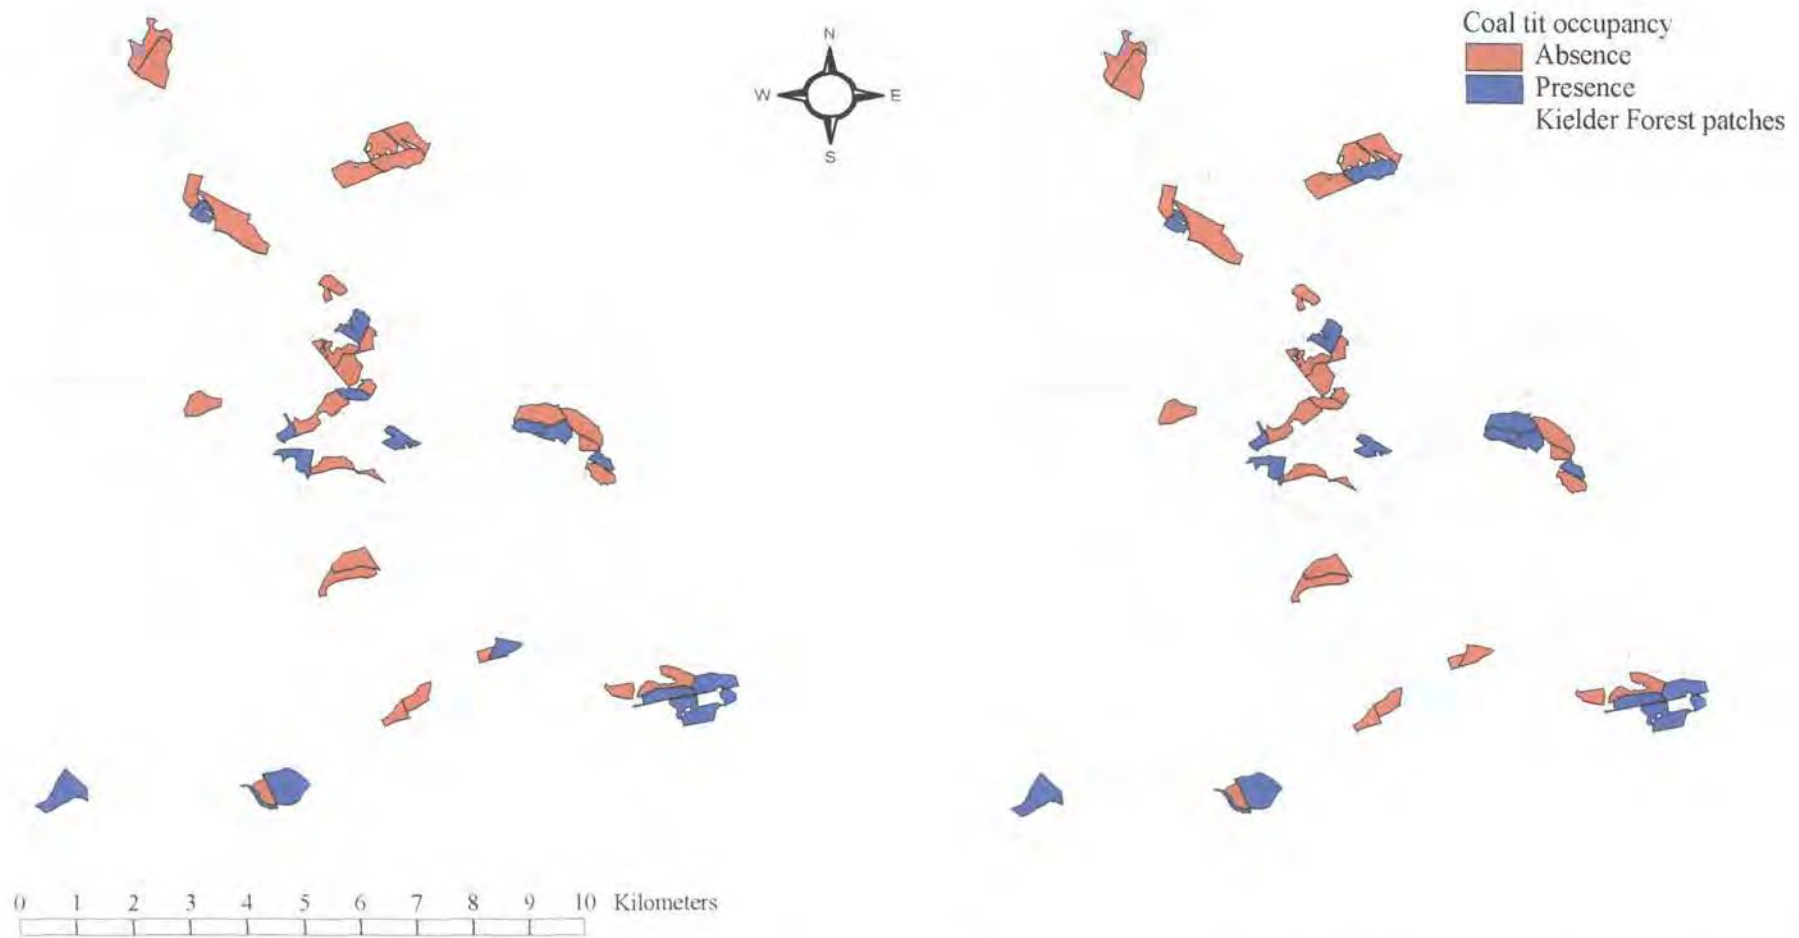 Coal tit occupancy
Absence
Presence
Kielder Forest patches
N
W E
S
0 1 2 3 4 5 6 7 8 9 10 Kilometers